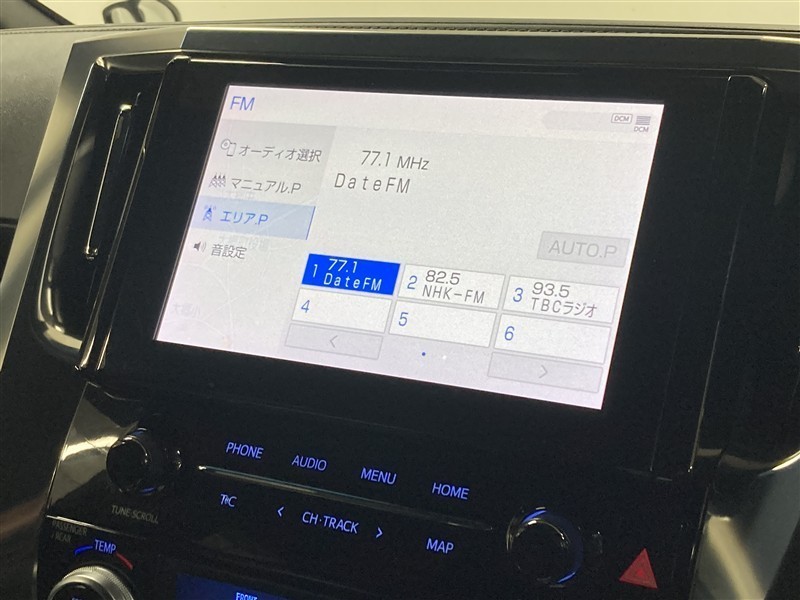 FM
DCM
DCM
オーディオ選択
77.1 MHz
DateFM
マニュアル.P
エリア.P
音設定
AUTO.P
1 77.1 DateFM
2 82.5 NHK-FM
3 93.5 TBCラジオ
4
5
6
<
>
PHONE
AUDIO
MENU
HOME
TUNE·SCROLL
T C
< CH·TRACK >
MAP
PASSENGER
TEMP
FRONT